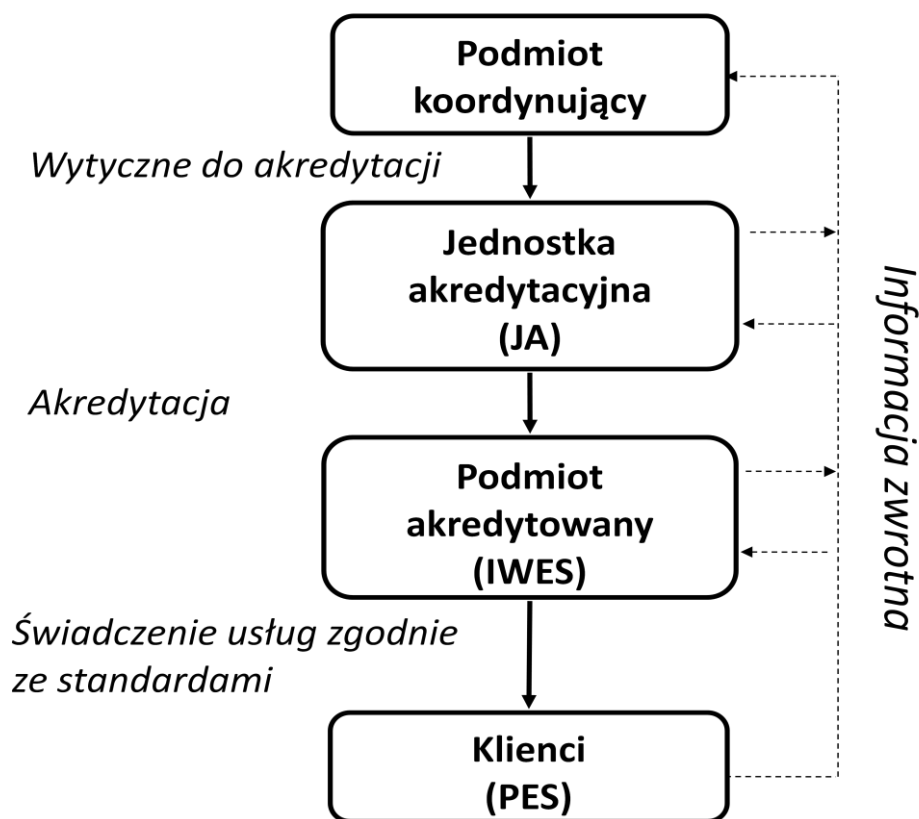 Podmiot
koordynujący
Wytyczne do akredytacji
Jednostka
akredytacyjna
(JA)
Akredytacja
Podmiot
akredytowany
(IWES)
Świadczenie usług zgodnie
ze standardami
Klienci
(PES)
Informacja zwrotna